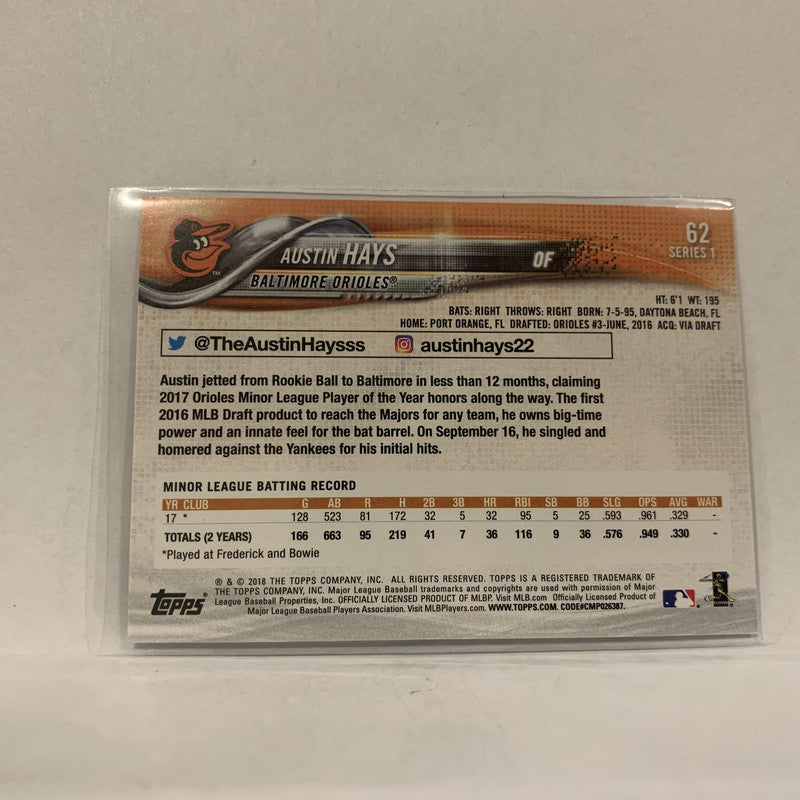 62
SERIES 1
AUSTIN HAYS
OF
BALTIMORE ORIOLES®
HT: 6'1 WT: 195
BATS: RIGHT THROWS: RIGHT BORN: 7-5-95, DAYTONA BEACH, FL
HOME: PORT ORANGE, FL DRAFTED: ORIOLES #3-JUNE, 2016 ACQ: VIA DRAFT
@TheAustinHaysss austinhays22
Austin jetted from Rookie Ball to Baltimore in less than 12 months, claiming
2017 Orioles Minor League Player of the Year honors along the way. The first
2016 MLB Draft product to reach the Majors for any team, he owns big-time
power and an innate feel for the bat barrel. On September 16, he singled and
homered against the Yankees for his initial hits.
MINOR LEAGUE BATTING RECORD
YR CLUB G AB R H 2B 3B HR RBI SB BB SLG OPS AVG WAR
17 * 128 523 81 172 32 5 32 95 5 25 .593 .961 .329 -
TOTALS (2 YEARS) 166 663 95 219 41 7 36 116 9 36 .576 .949 .330 -
*Played at Frederick and Bowie
® & © 2018 THE TOPPS COMPANY, INC. ALL RIGHTS RESERVED. TOPPS IS A REGISTERED TRADEMARK OF
THE TOPPS COMPANY, INC. Major League Baseball trademarks and copyrights are used with permission of Major
League Baseball Properties, Inc. OFFICIALLY LICENSED PRODUCT OF MLBP. Visit MLB.com Officially Licensed Product of
Major League Baseball Players Association. Visit MLBPlayers.com. WWW.TOPPS.COM. CODE#CMP026387.
TOPPS®